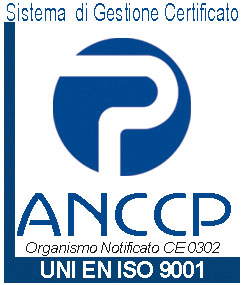 Sistema di Gestione Certificato
P
ANCCP
Organismo Notificato CE 0302
UNI EN ISO 9001